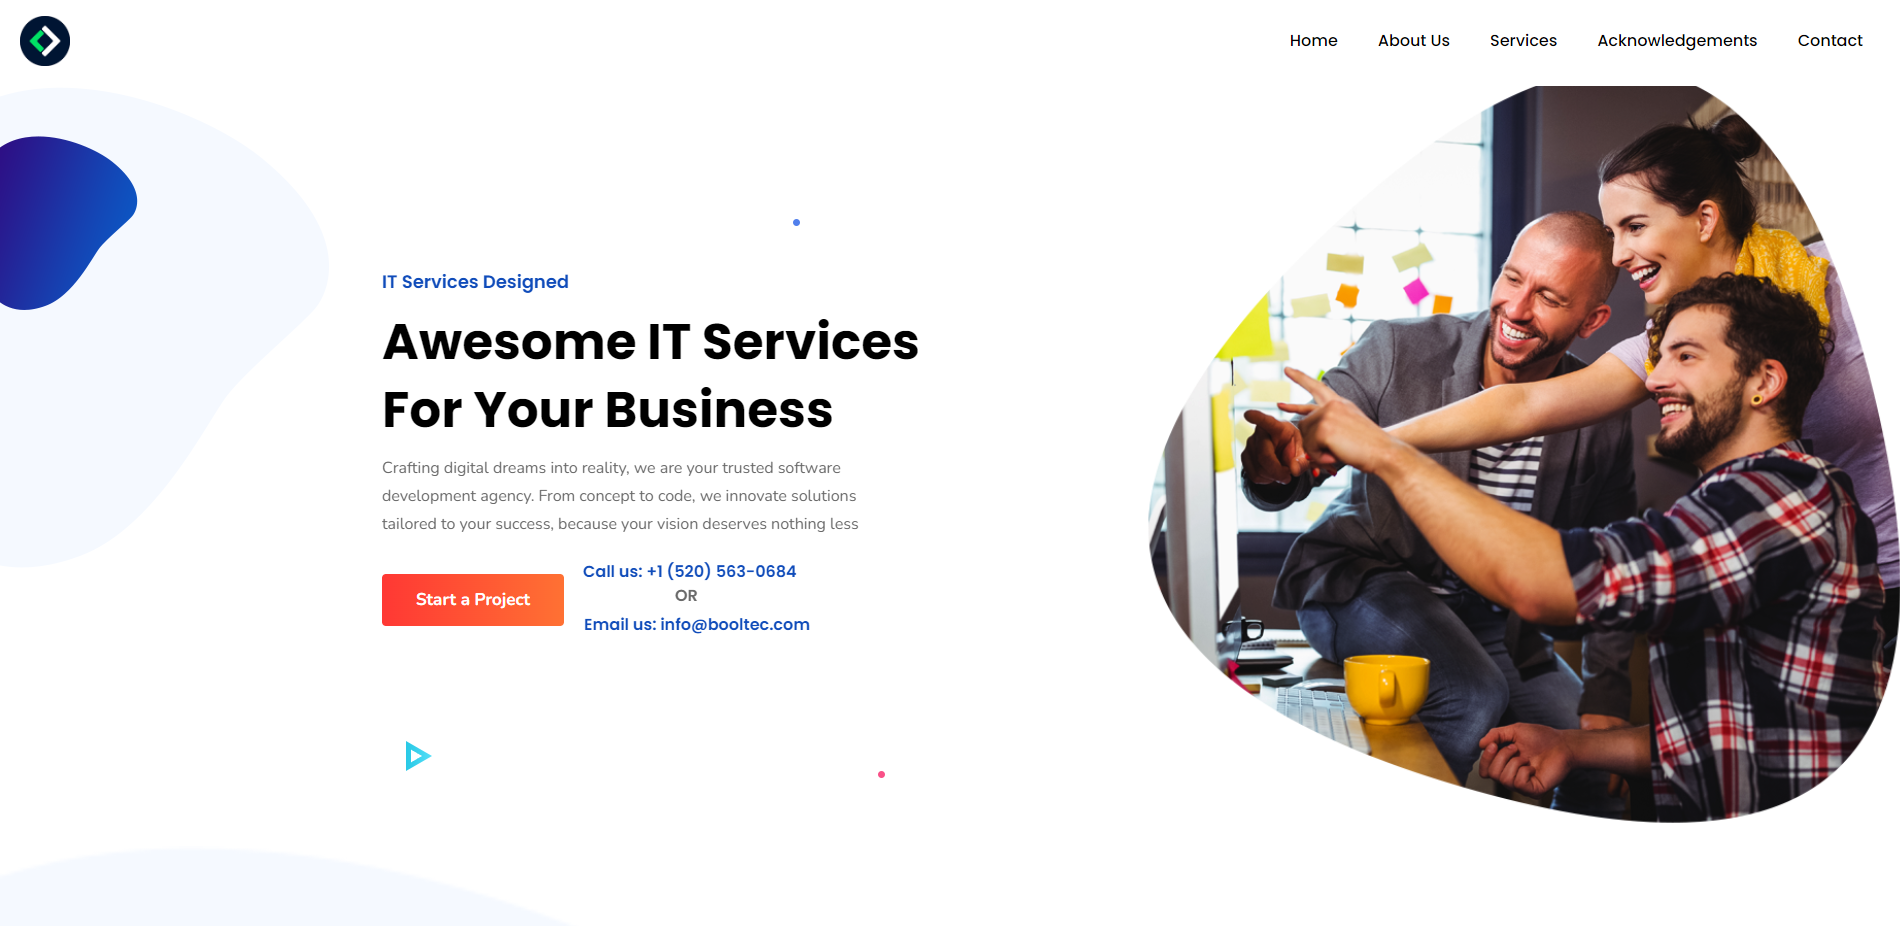 Home
About Us
Services
Acknowledgements
Contact
IT Services Designed
Awesome IT Services
For Your Business
Crafting digital dreams into reality, we are your trusted software
development agency. From concept to code, we innovate solutions
tailored to your success, because your vision deserves nothing less
Start a Project
Call us: +1 (520) 563-0684
OR
Email us: info@booltec.com